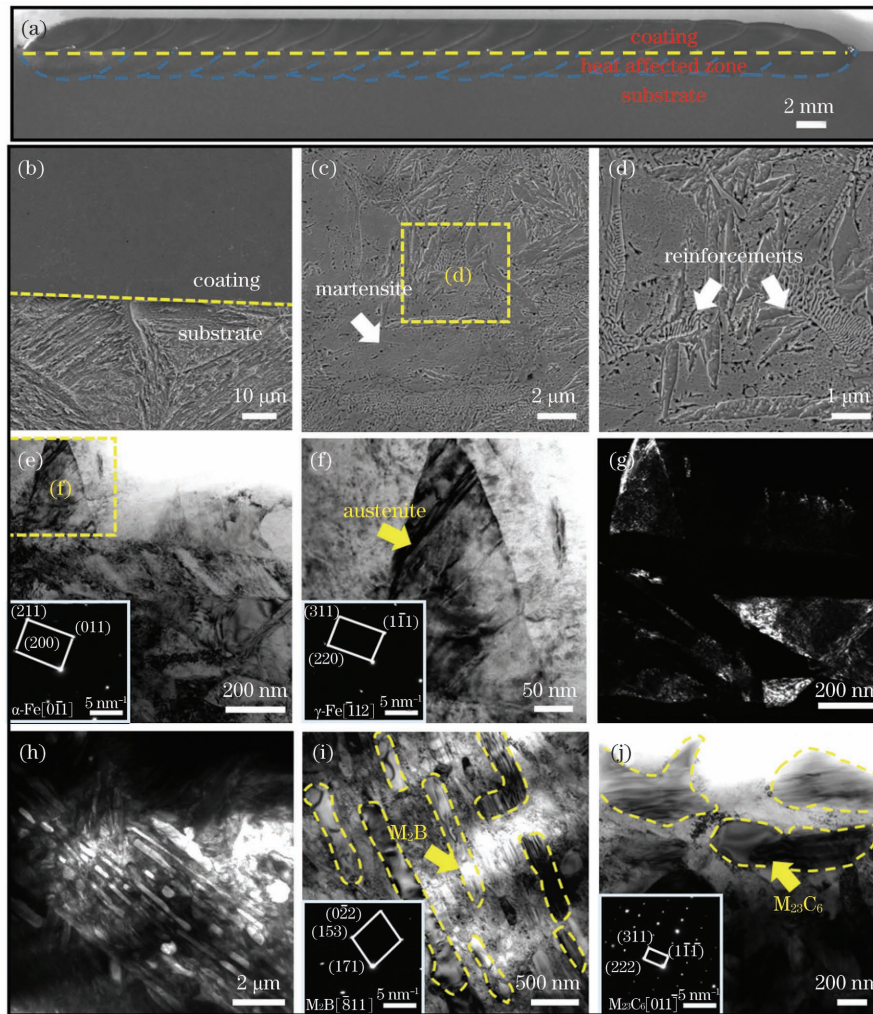 (a)
coating
heat affected zone
substrate
2 mm
(b)
coating
substrate
10 μm
(c)
(d)
martensite
2 μm
(d)
reinforcements
1 μm
(e)
(f)
(211)
(011)
(200)
5 nm⁻¹
α-Fe[01̄1]
200 nm
(f)
austenite
(311)
(11̄1)
(220)
5 nm⁻¹
γ-Fe[1̄12]
50 nm
(g)
200 nm
(h)
2 μm
(i)
M₂B
(02̄2)
(153)
(171)
5 nm⁻¹
M₂B[8̄11]
500 nm
(j)
M₂₃C₆
(311)
(11̄1̄)
(222)
5 nm⁻¹
M₂₃C₆[011̄]
200 nm